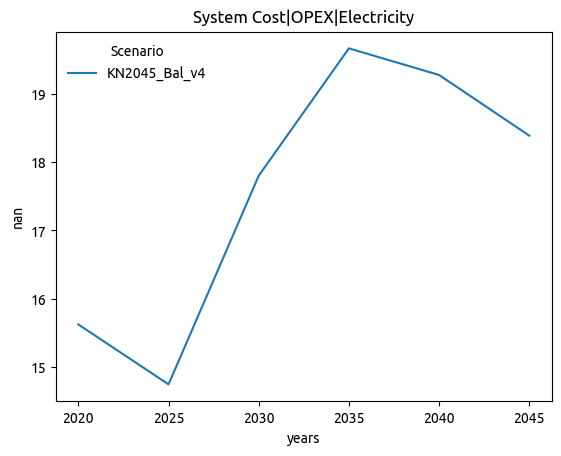 System Cost|OPEX|Electricity
Scenario
KN2045_Bal_v4
19
18
17
16
15
nan
2020 2025 2030 2035 2040 2045
years